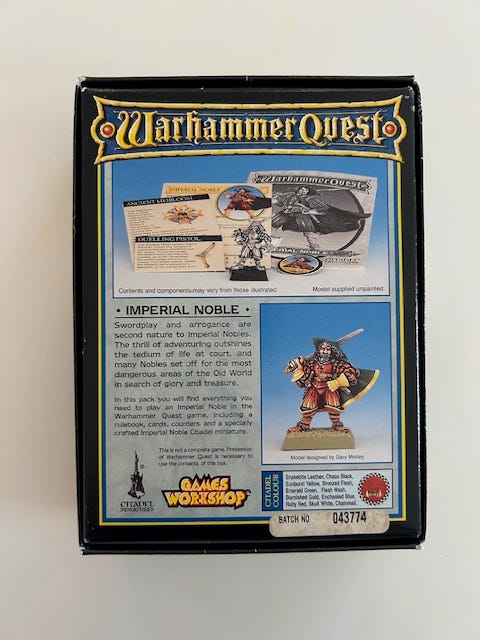 Warhammer Quest
IMPERIAL NOBLE
ANCIENT HEIRLOOM
DUELLING PISTOL
Warhammer Quest
IMPERIAL NOBLE
Contents and components may vary from those illustrated.
Model supplied unpainted.
• IMPERIAL NOBLE •
Swordplay and arrogance are
second nature to Imperial Nobles.
The thrill of adventuring outshines
the tedium of life at court, and
many Nobles set off for the most
dangerous areas of the Old World
in search of glory and treasure.
In this pack you will find everything you
need to play an Imperial Noble in the
Warhammer Quest game, including a
rulebook, cards, counters and a specially
crafted Imperial Noble Citadel miniature.
This is not a complete game. Possession
of Warhammer Quest is necessary to
use the contents of this box.
Model designed by Gary Morley
CITADEL
MINIATURES
GAMES
WORKSHOP
CITADEL
COLOUR
Snakebite Leather, Chaos Black,
Sunburst Yellow, Bronzed Flesh,
Emerald Green, Flesh Wash,
Burnished Gold, Enchanted Blue,
Ruby Red, Skull White, Chainmail.
BATCH NO 043774